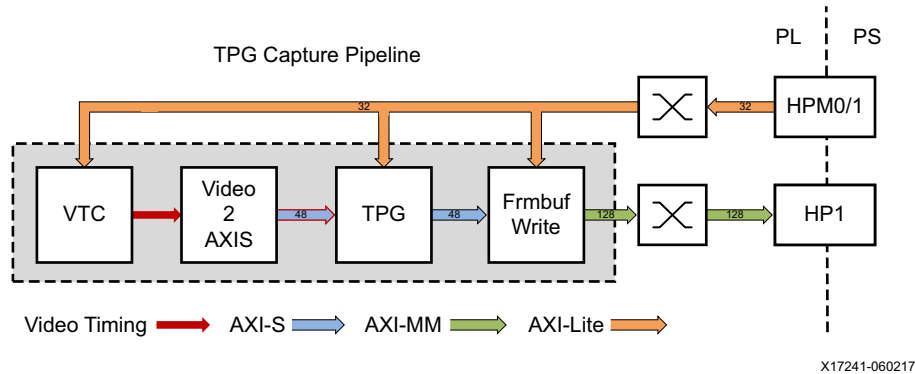 PL PS
TPG Capture Pipeline
32 32 HPM0/1
VTC
Video
2
AXIS
48
TPG
48
Frmbuf
Write
128
128
HP1
Video Timing AXI-S AXI-MM AXI-Lite
X17241-060217